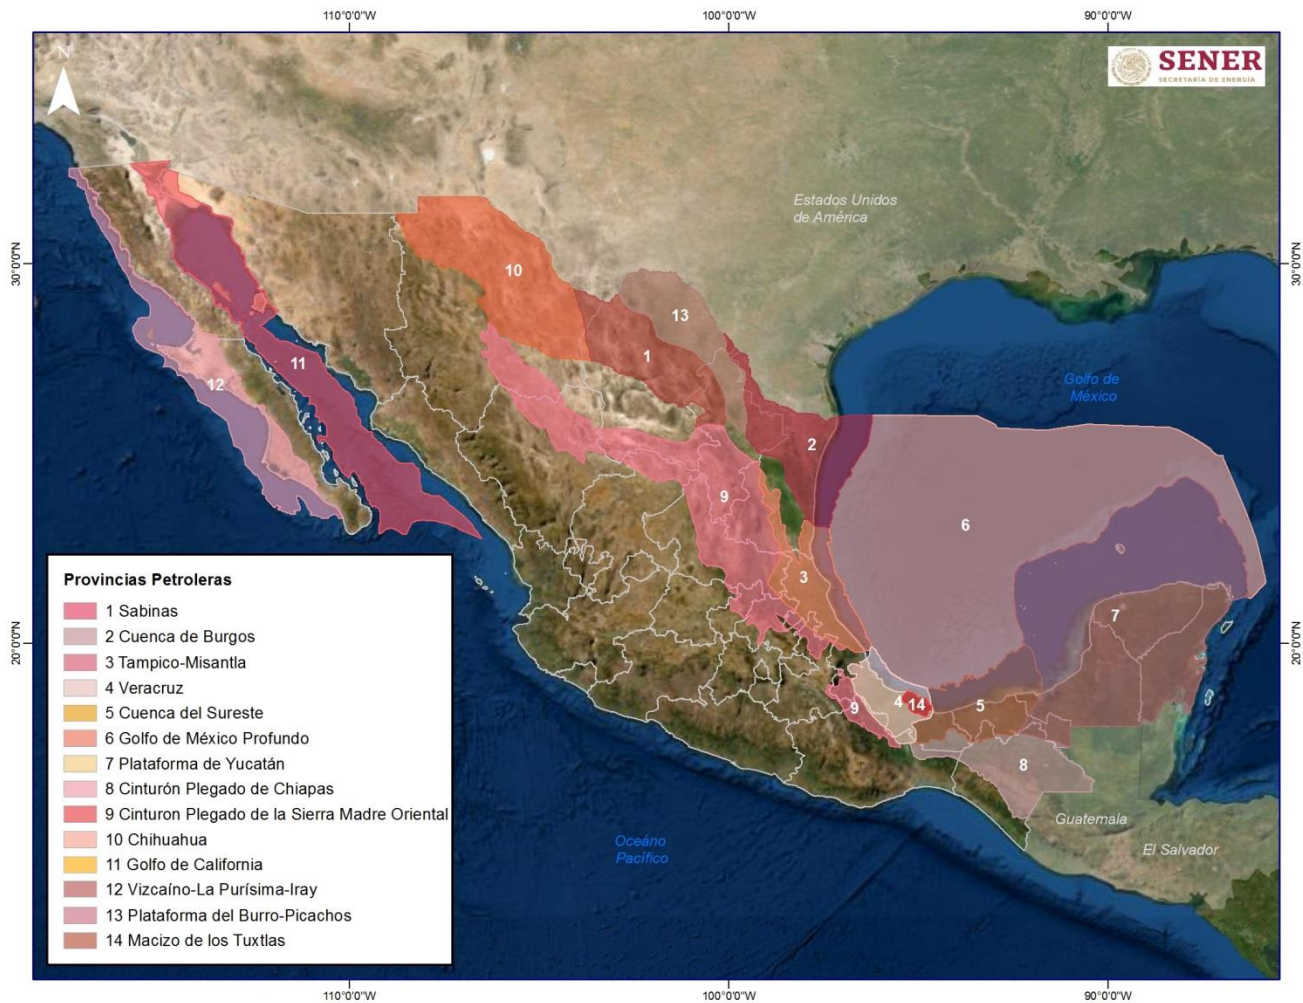 110°0'0"W 100°0'0"W 90°0'0"W
N
SENER
SECRETARÍA DE ENERGÍA
Estados Unidos
de América
30°0'0"N 30°0'0"N
10
13
1
11
12
Golfo de
México
2
9
6
3
7
20°0'0"N 20°0'0"N
4 14 5
9
8
Guatemala
El Salvador
Oceáno
Pacífico
Provincias Petroleras
1 Sabinas
2 Cuenca de Burgos
3 Tampico-Misantla
4 Veracruz
5 Cuenca del Sureste
6 Golfo de México Profundo
7 Plataforma de Yucatán
8 Cinturón Plegado de Chiapas
9 Cinturon Plegado de la Sierra Madre Oriental
10 Chihuahua
11 Golfo de California
12 Vizcaíno-La Purísima-Iray
13 Plataforma del Burro-Picachos
14 Macizo de los Tuxtlas
110°0'0"W 100°0'0"W 90°0'0"W